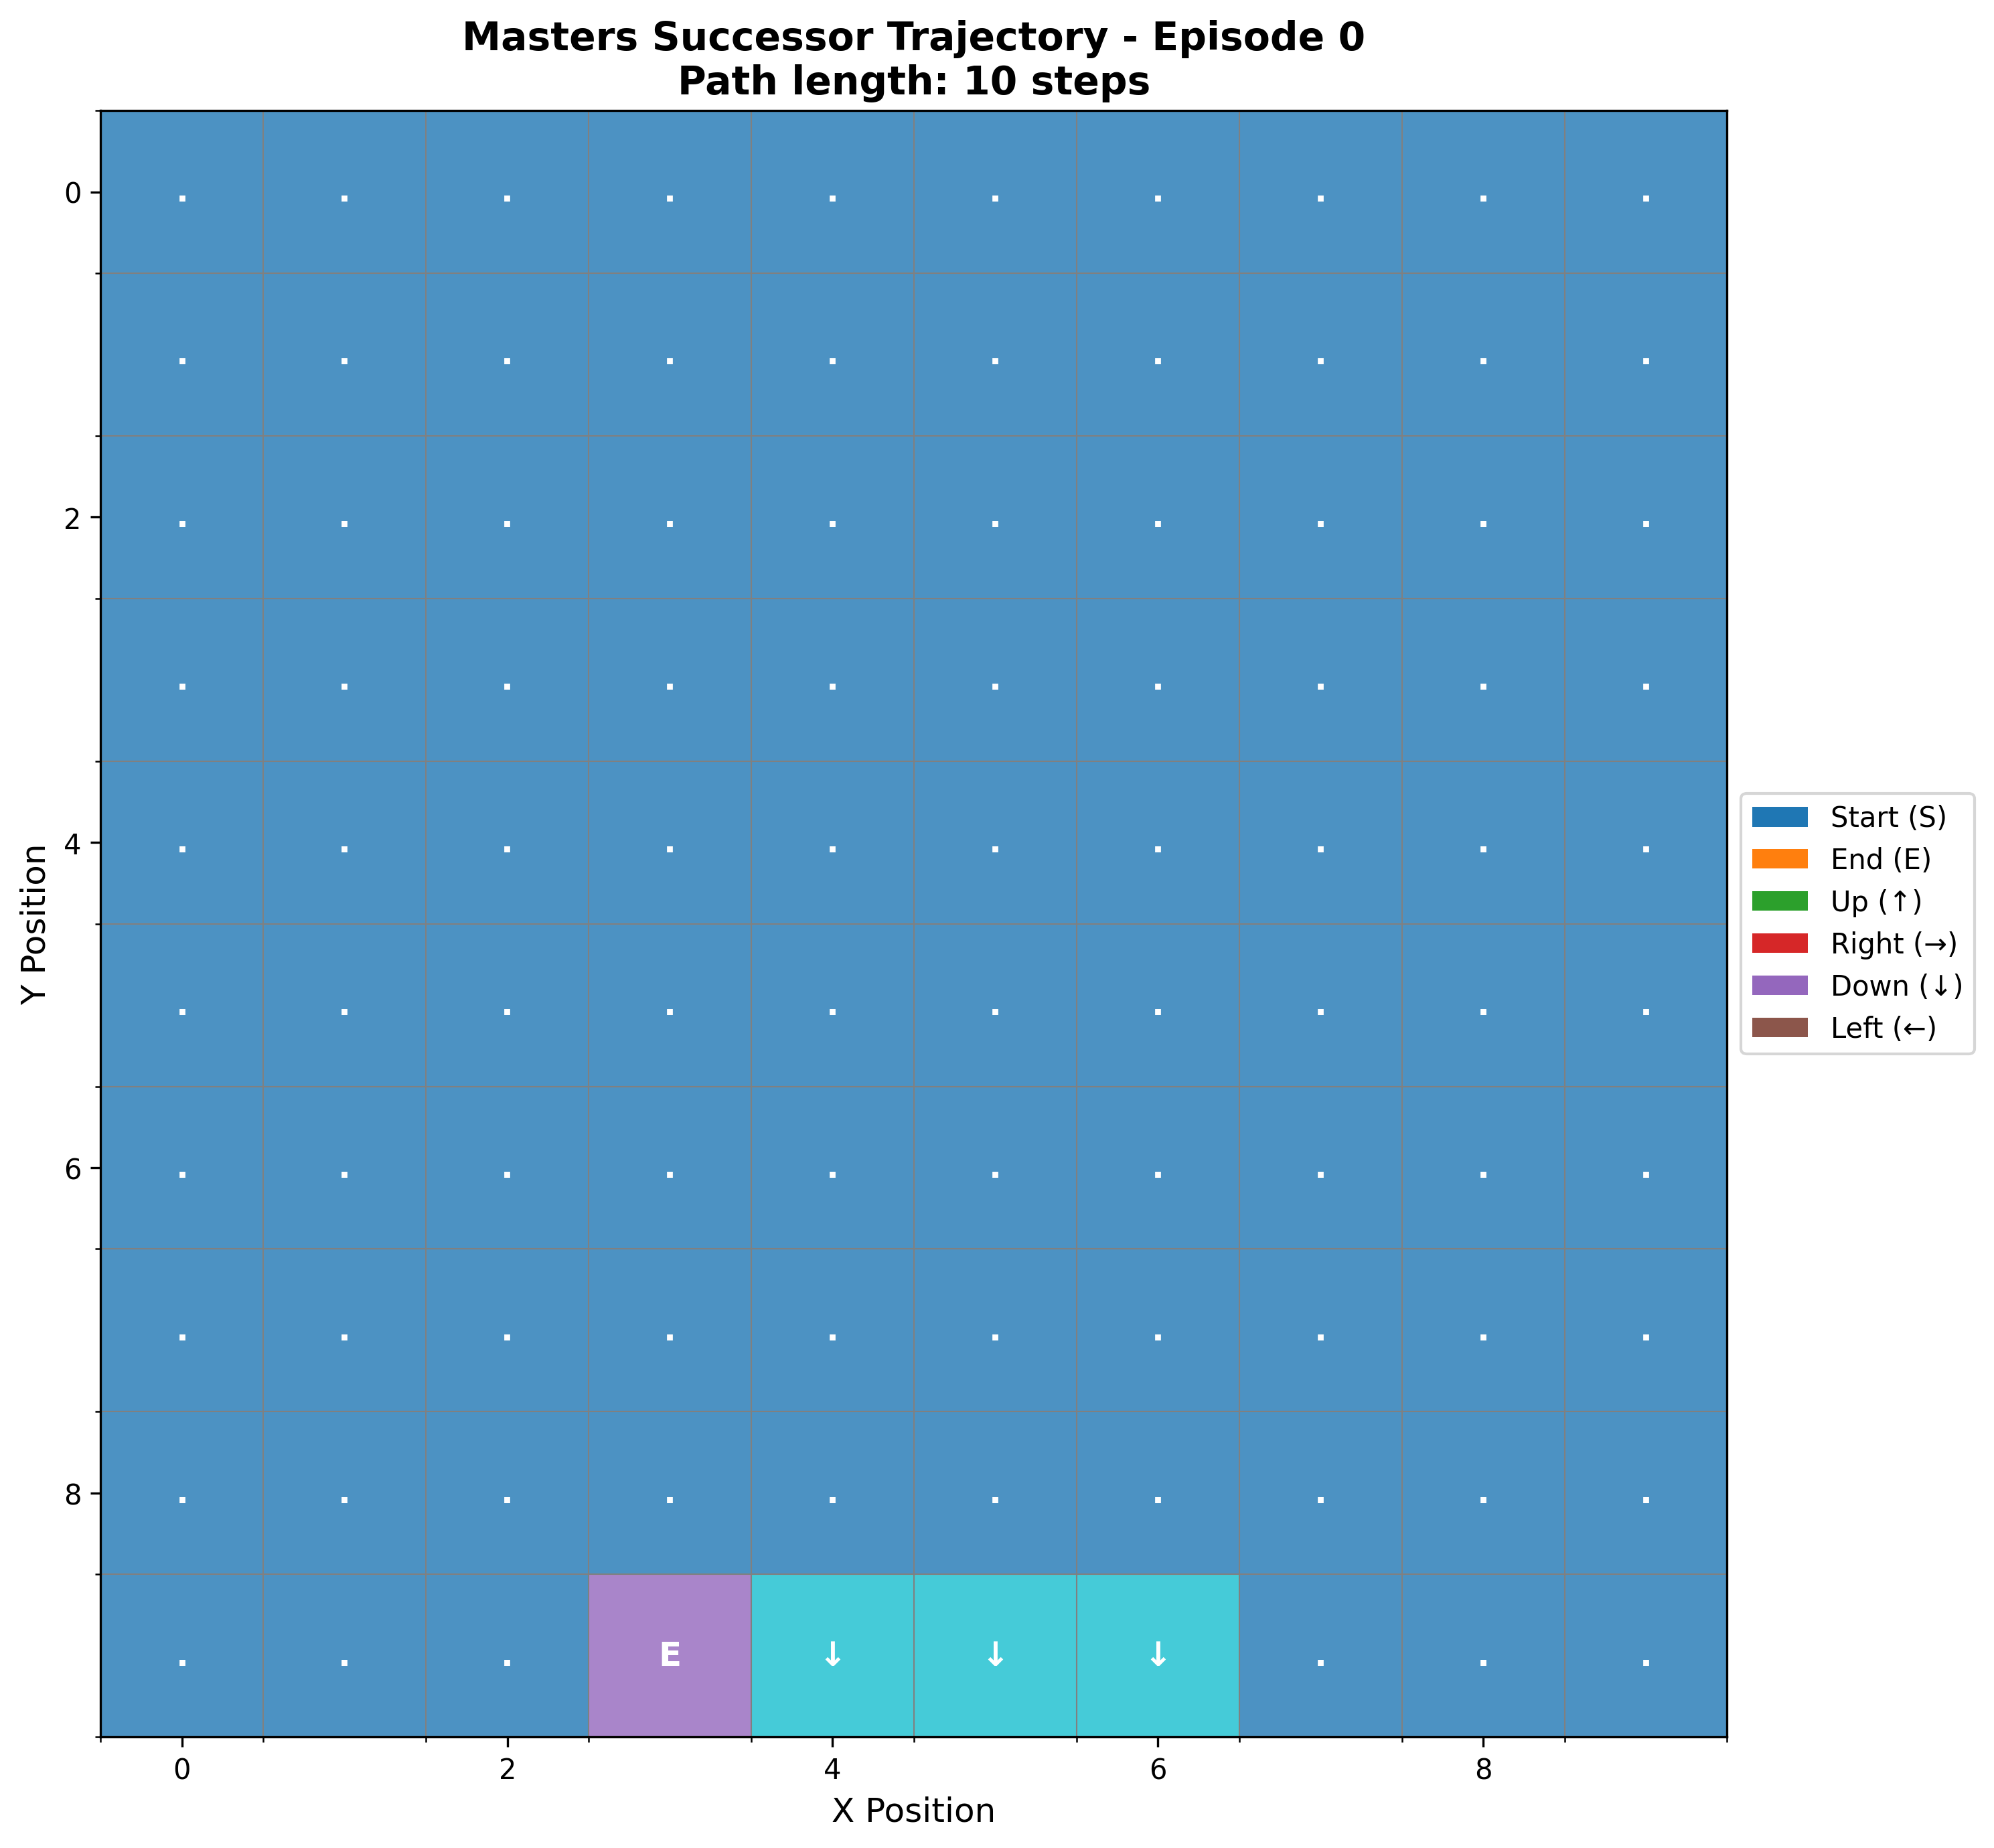 Masters Successor Trajectory - Episode 0
Path length: 10 steps
0
2
4
6
8
Y Position
E ↓ ↓ ↓
0 2 4 6 8
X Position
Start (S)
End (E)
Up (↑)
Right (→)
Down (↓)
Left (←)